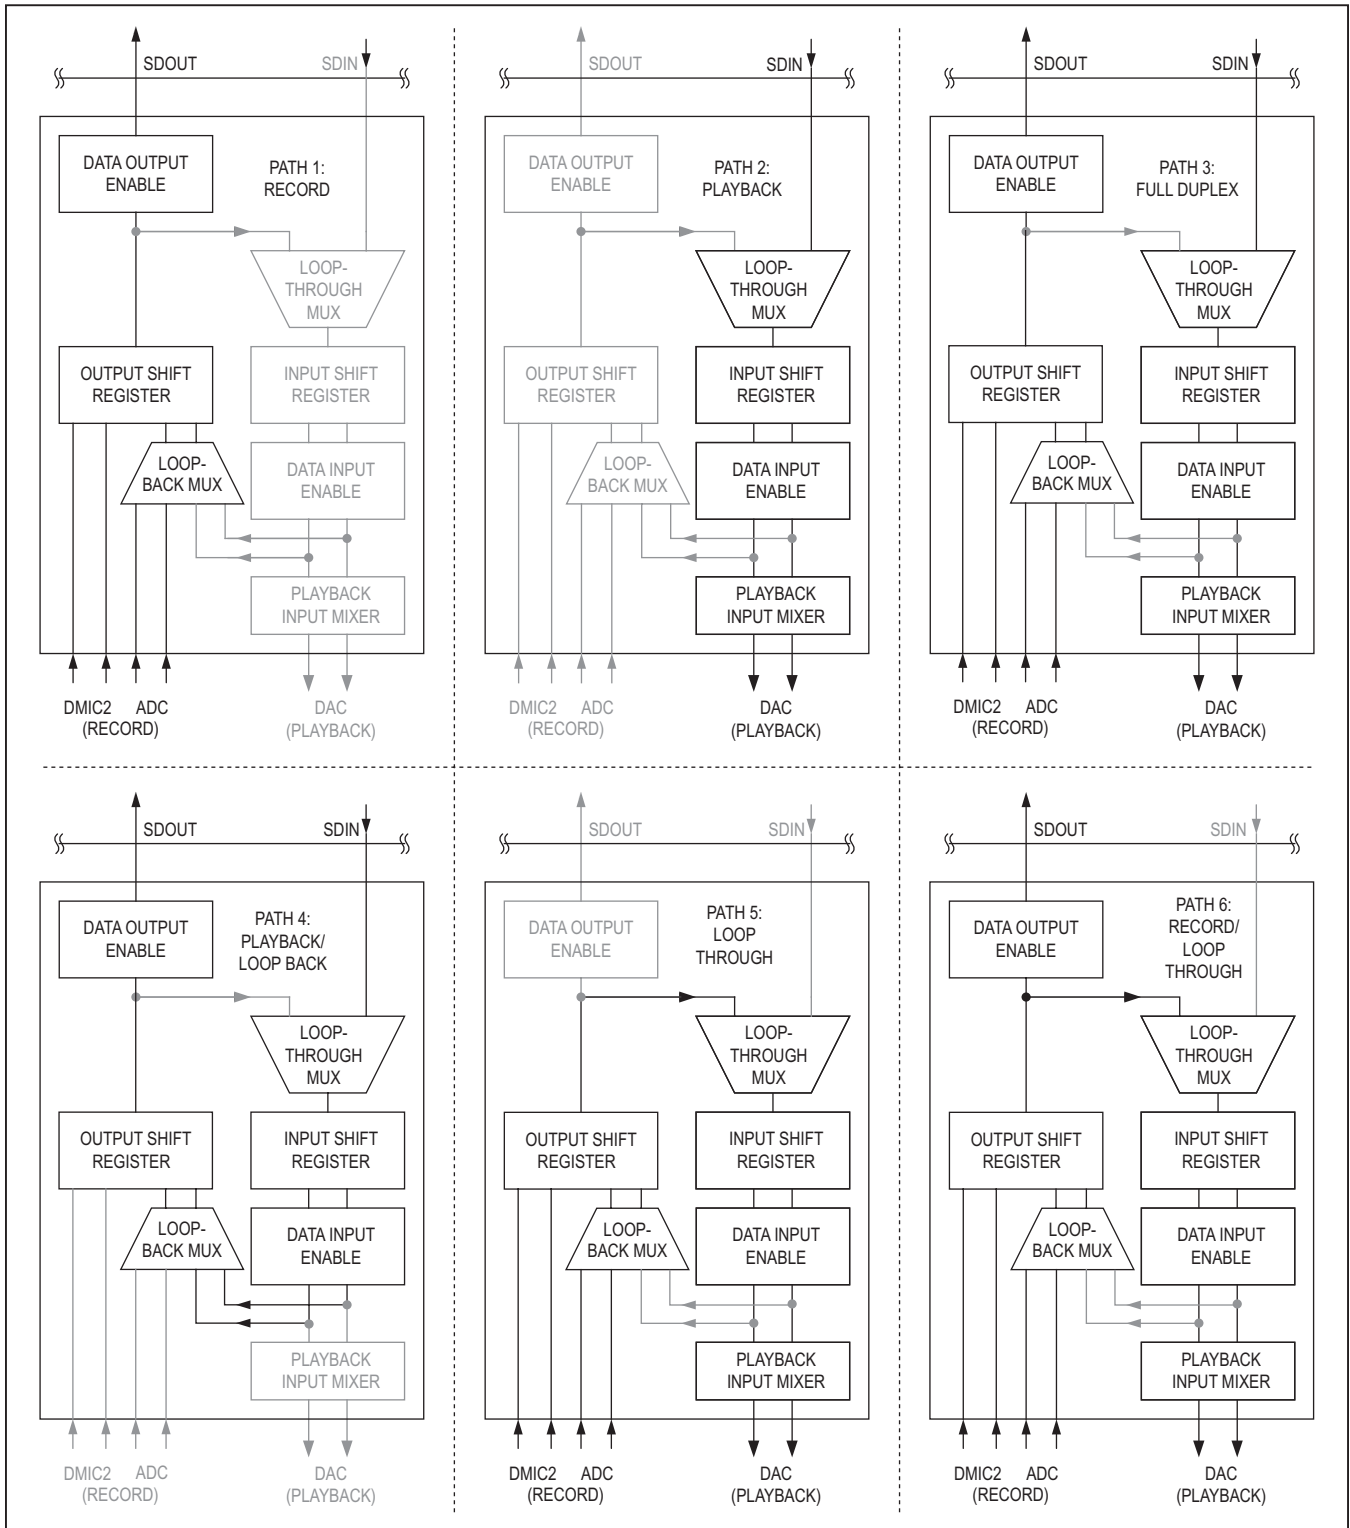 SDOUT
SDIN
DATA OUTPUT
ENABLE
PATH 1:
RECORD
LOOP-
THROUGH
MUX
OUTPUT SHIFT
REGISTER
INPUT SHIFT
REGISTER
LOOP-
BACK MUX
DATA INPUT
ENABLE
PLAYBACK
INPUT MIXER
DMIC2
ADC
(RECORD)
DAC
(PLAYBACK)
SDOUT
SDIN
DATA OUTPUT
ENABLE
PATH 2:
PLAYBACK
LOOP-
THROUGH
MUX
OUTPUT SHIFT
REGISTER
INPUT SHIFT
REGISTER
LOOP-
BACK MUX
DATA INPUT
ENABLE
PLAYBACK
INPUT MIXER
DMIC2
ADC
(RECORD)
DAC
(PLAYBACK)
SDOUT
SDIN
DATA OUTPUT
ENABLE
PATH 3:
FULL DUPLEX
LOOP-
THROUGH
MUX
OUTPUT SHIFT
REGISTER
INPUT SHIFT
REGISTER
LOOP-
BACK MUX
DATA INPUT
ENABLE
PLAYBACK
INPUT MIXER
DMIC2
ADC
(RECORD)
DAC
(PLAYBACK)
SDOUT
SDIN
DATA OUTPUT
ENABLE
PATH 4:
PLAYBACK/
LOOP BACK
LOOP-
THROUGH
MUX
OUTPUT SHIFT
REGISTER
INPUT SHIFT
REGISTER
LOOP-
BACK MUX
DATA INPUT
ENABLE
PLAYBACK
INPUT MIXER
DMIC2
ADC
(RECORD)
DAC
(PLAYBACK)
SDOUT
SDIN
DATA OUTPUT
ENABLE
PATH 5:
LOOP
THROUGH
LOOP-
THROUGH
MUX
OUTPUT SHIFT
REGISTER
INPUT SHIFT
REGISTER
LOOP-
BACK MUX
DATA INPUT
ENABLE
PLAYBACK
INPUT MIXER
DMIC2
ADC
(RECORD)
DAC
(PLAYBACK)
SDOUT
SDIN
DATA OUTPUT
ENABLE
PATH 6:
RECORD/
LOOP
THROUGH
LOOP-
THROUGH
MUX
OUTPUT SHIFT
REGISTER
INPUT SHIFT
REGISTER
LOOP-
BACK MUX
DATA INPUT
ENABLE
PLAYBACK
INPUT MIXER
DMIC2
ADC
(RECORD)
DAC
(PLAYBACK)